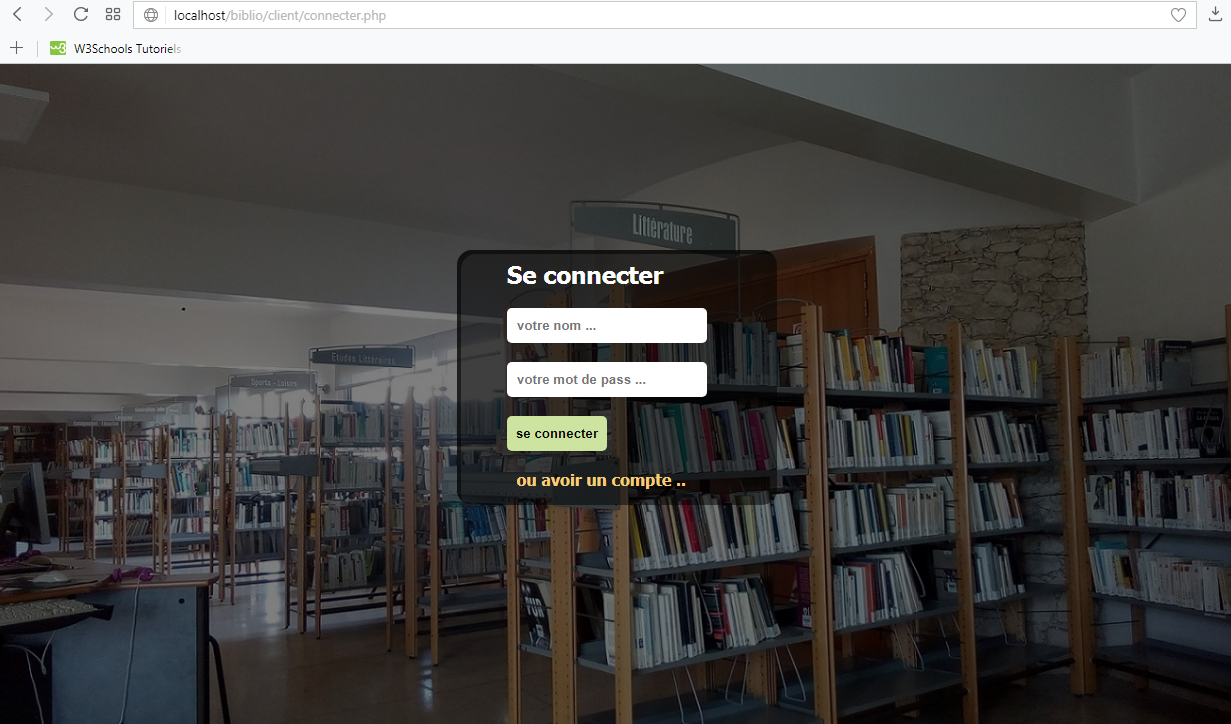 localhost/biblio/client/connecter.php
W3Schools Tutoriels
Littérature
Se connecter
votre nom ...
Etudes Littéraires
votre mot de pass ...
Sports - Loisirs
se connecter
ou avoir un compte ..